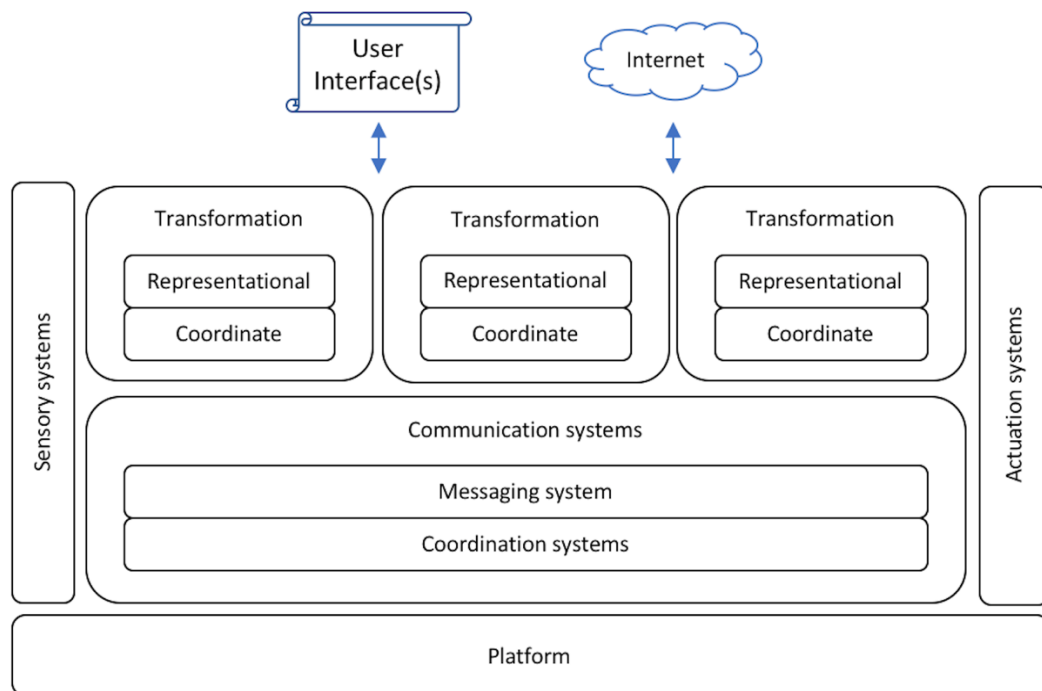 User
Interface(s)
Internet
Sensory systems
Transformation
Representational
Coordinate
Transformation
Representational
Coordinate
Transformation
Representational
Coordinate
Actuation systems
Communication systems
Messaging system
Coordination systems
Platform